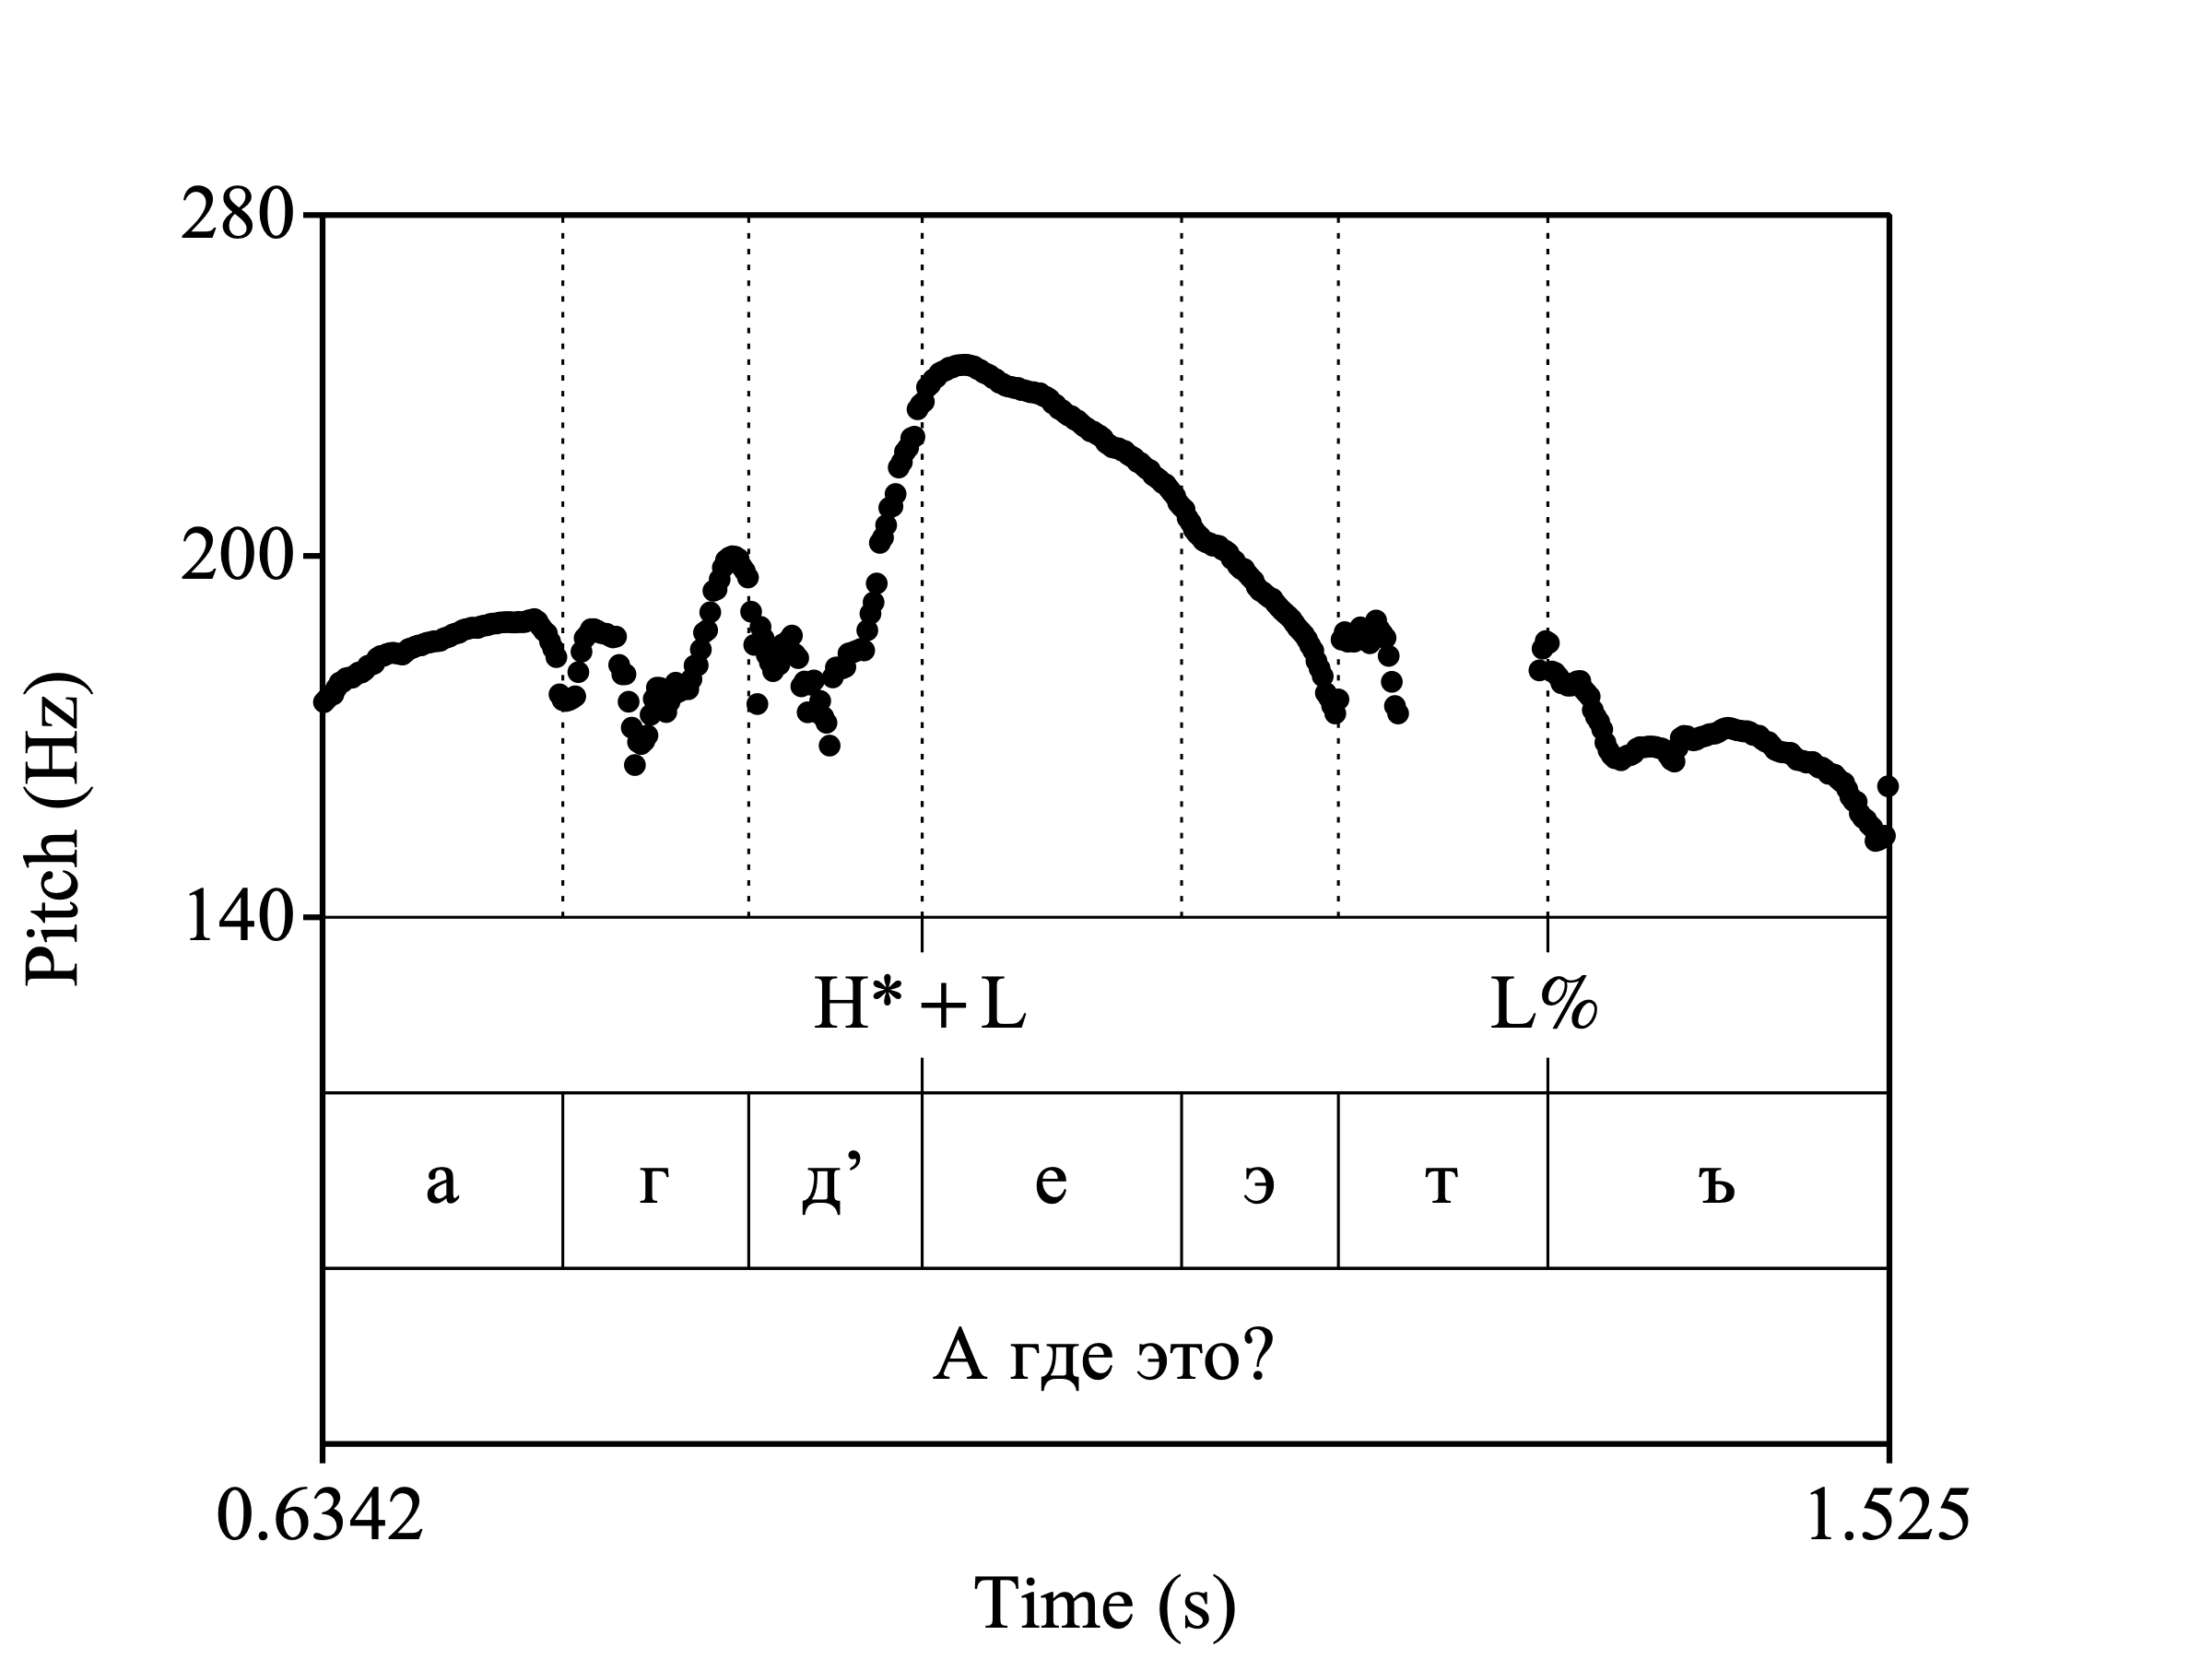 280
200
140
Pitch (Hz)
H*+L L%
а г д’ е э т ъ
А где это?
0.6342 1.525
Time (s)